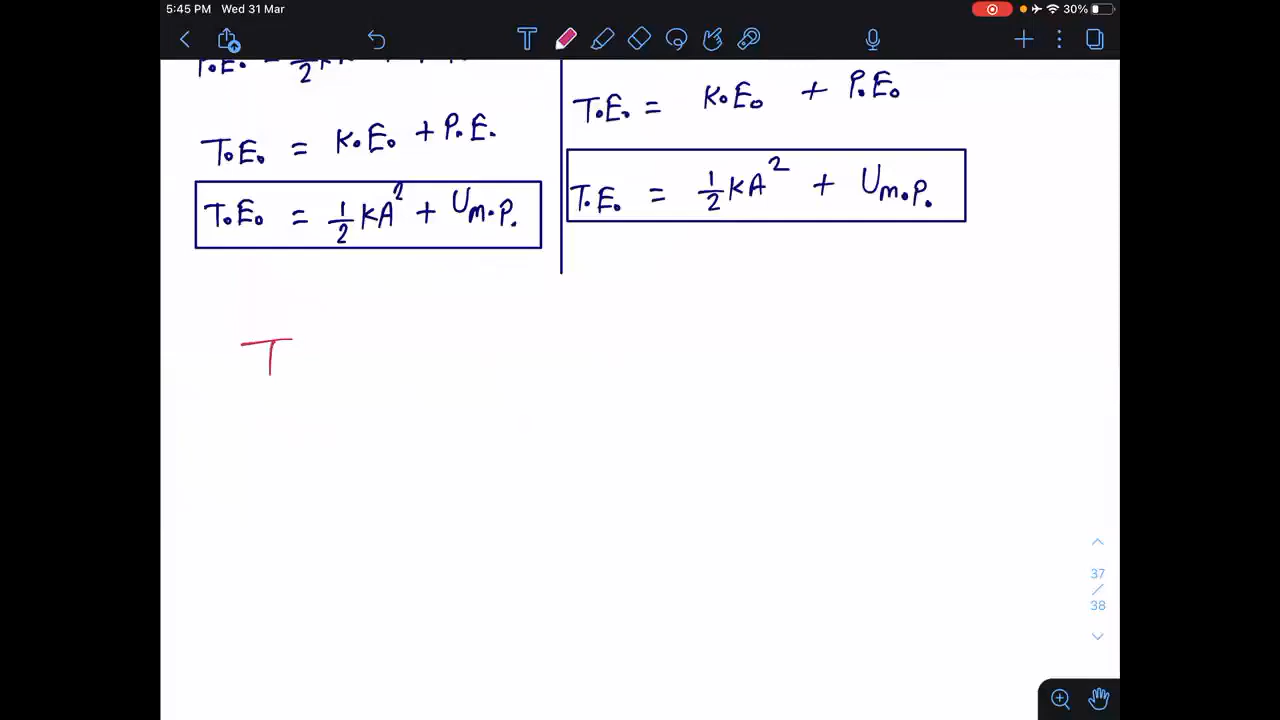 5:45 PM Wed 31 Mar
30%
T.E. = K.E. + P.E.
T.E. = 1/2 KA² + Um.p.
T.E. = K.E. + P.E.
T.E. = 1/2 KA² + Um.p.
T
37
/
38